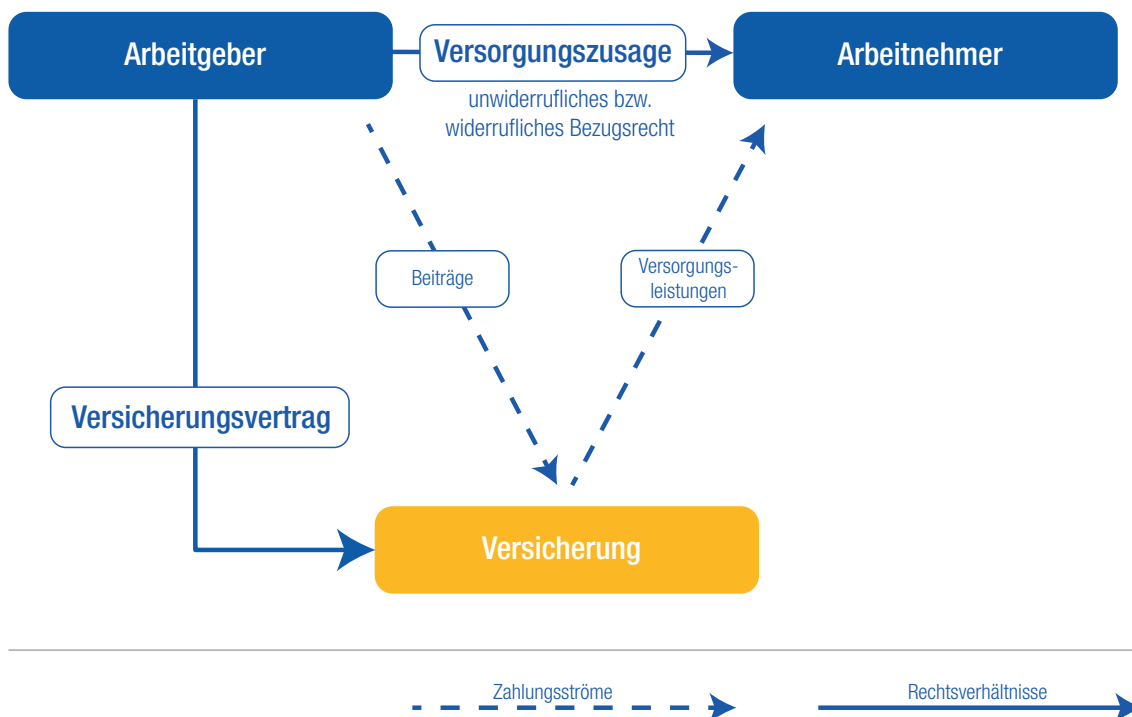 Arbeitgeber
Versorgungszusage
Arbeitnehmer
unwiderrufliches bzw.
widerrufliches Bezugsrecht
Beiträge
Versorgungs-
leistungen
Versicherungsvertrag
Versicherung
Zahlungsströme
Rechtsverhältnisse